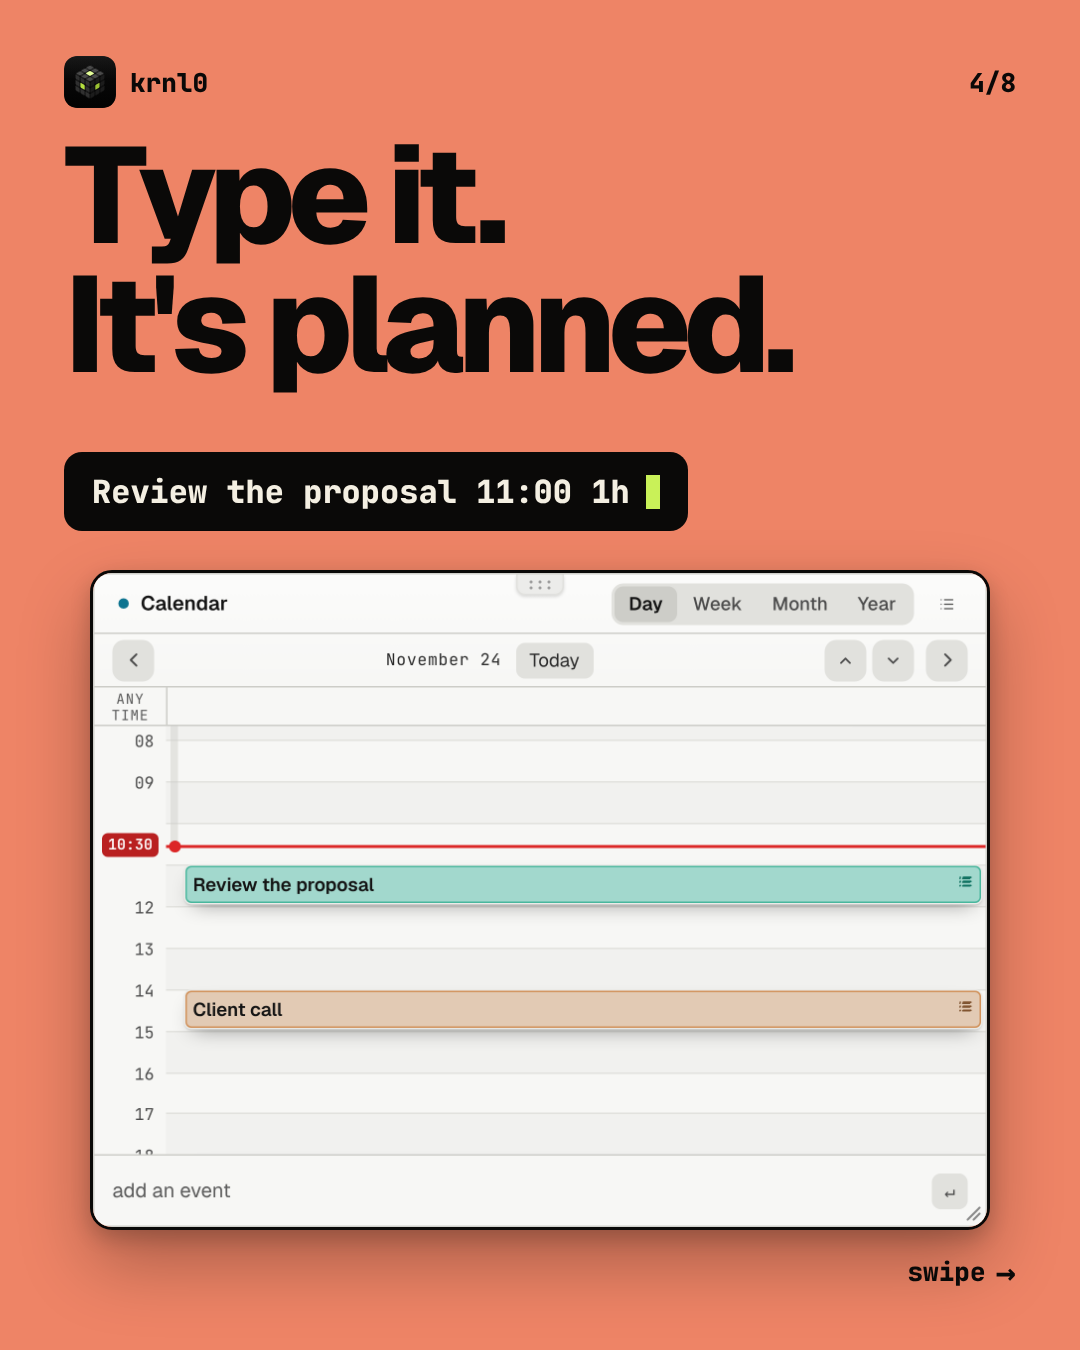 krnl0
4/8
Type it.
It's planned.
Review the proposal 11:00 1h
Calendar
Day Week Month Year
November 24 Today
ANY
TIME
08
09
10:30
Review the proposal
12
13
14
Client call
15
16
17
18
add an event
swipe →